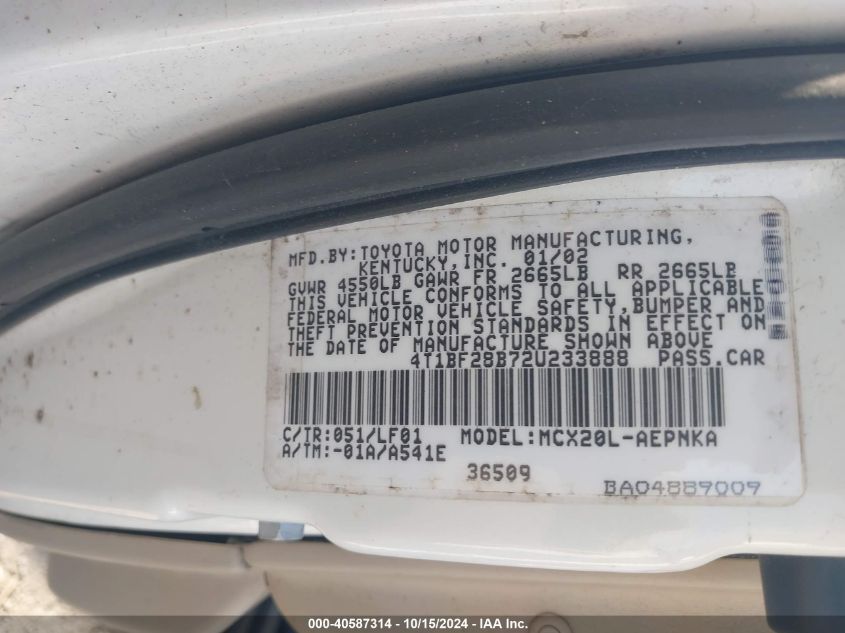 MFD.BY:TOYOTA MOTOR MANUFACTURING,
KENTUCKY,INC. 01/02
GVWR 4550LB GAWR FR 2665LB RR 2665LB
THIS VEHICLE CONFORMS TO ALL APPLICABLE
FEDERAL MOTOR VEHICLE SAFETY,BUMPER AND
THEFT PREVENTION STANDARDS IN EFFECT ON
THE DATE OF MANUFACTURE SHOWN ABOVE
4T1BF28B72U233888 PASS.CAR
C/TR:051/LF01 MODEL:MCX20L-AEPNKA
A/TM:-01A/A541E
36509
BA04889009
000-40587314 - 10/15/2024 - IAA Inc.